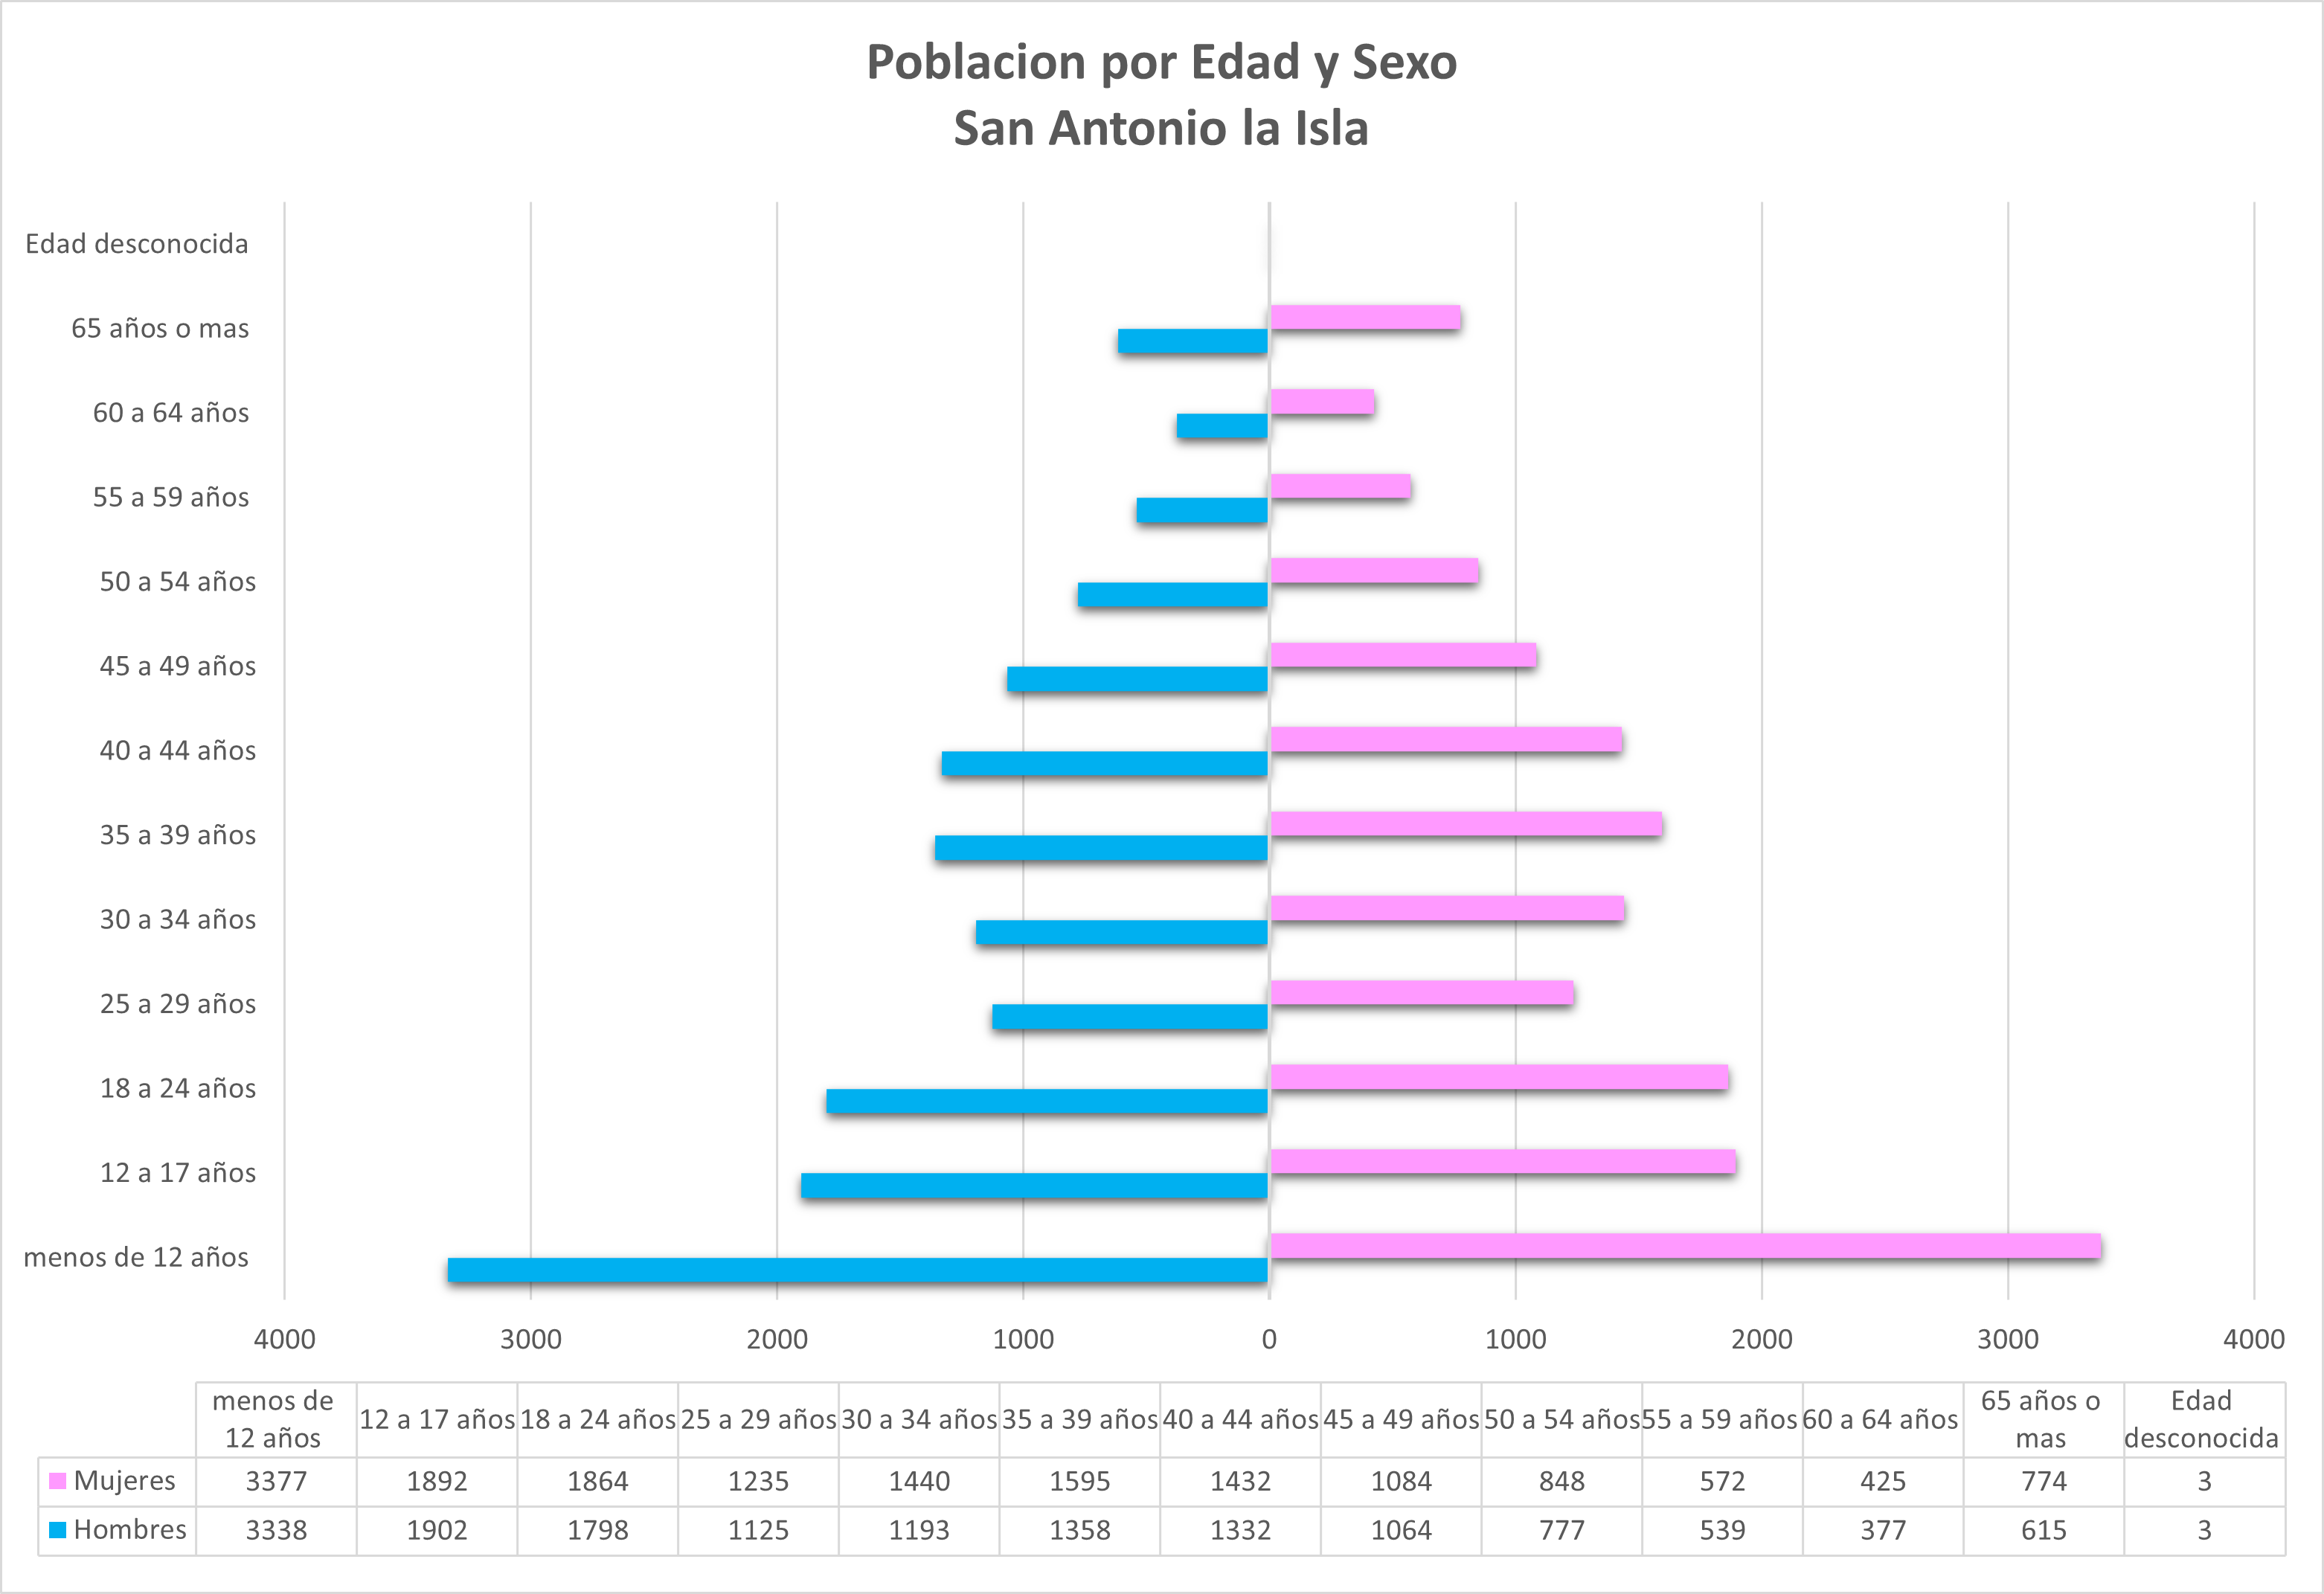 Poblacion por Edad y Sexo
San Antonio la Isla
Edad desconocida
65 años o mas
60 a 64 años
55 a 59 años
50 a 54 años
45 a 49 años
40 a 44 años
35 a 39 años
30 a 34 años
25 a 29 años
18 a 24 años
12 a 17 años
menos de 12 años
4000 3000 2000 1000 0 1000 2000 3000 4000
menos de 12 años 12 a 17 años 18 a 24 años 25 a 29 años 30 a 34 años 35 a 39 años 40 a 44 años 45 a 49 años 50 a 54 años 55 a 59 años 60 a 64 años 65 años o mas Edad desconocida
Mujeres 3377 1892 1864 1235 1440 1595 1432 1084 848 572 425 774 3
Hombres 3338 1902 1798 1125 1193 1358 1332 1064 777 539 377 615 3